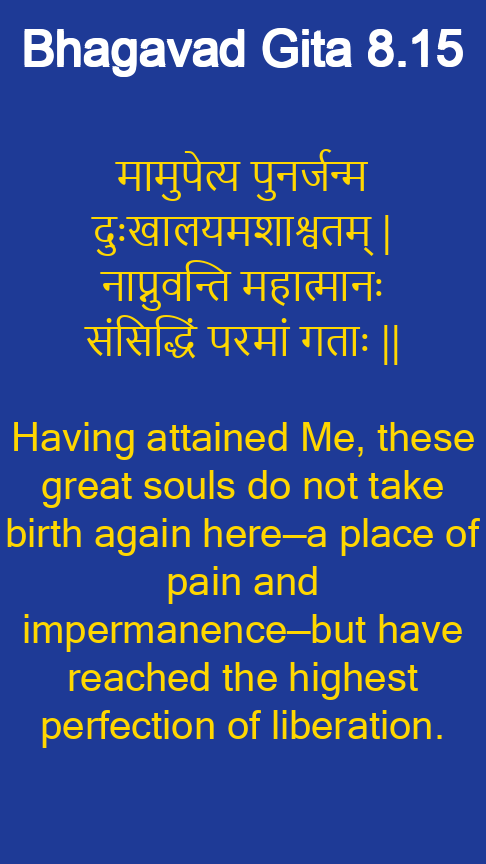 Bhagavad Gita 8.15
मामुपेत्य पुनर्जन्म
दुःखालयमशाश्वतम् |
नाप्नुवन्ति महात्मानः
संसिद्धिं परमां गताः ||
Having attained Me, these
great souls do not take
birth again here—a place of
pain and
impermanence—but have
reached the highest
perfection of liberation.